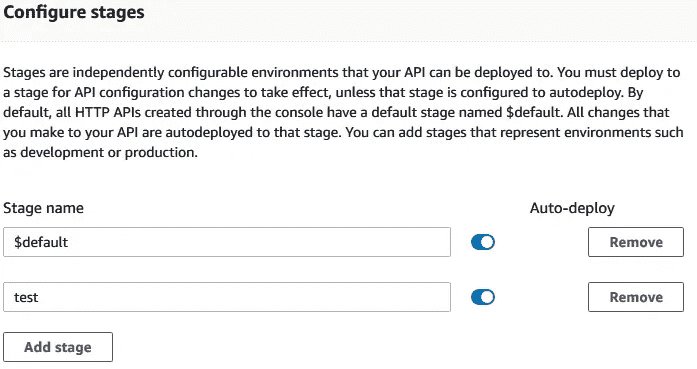 Configure stages
Stages are independently configurable environments that your API can be deployed to. You must deploy to
a stage for API configuration changes to take effect, unless that stage is configured to autodeploy. By
default, all HTTP APIs created through the console have a default stage named $default. All changes that
you make to your API are autodeployed to that stage. You can add stages that represent environments such
as development or production.
Stage name Auto-deploy
$default Remove
test Remove
Add stage